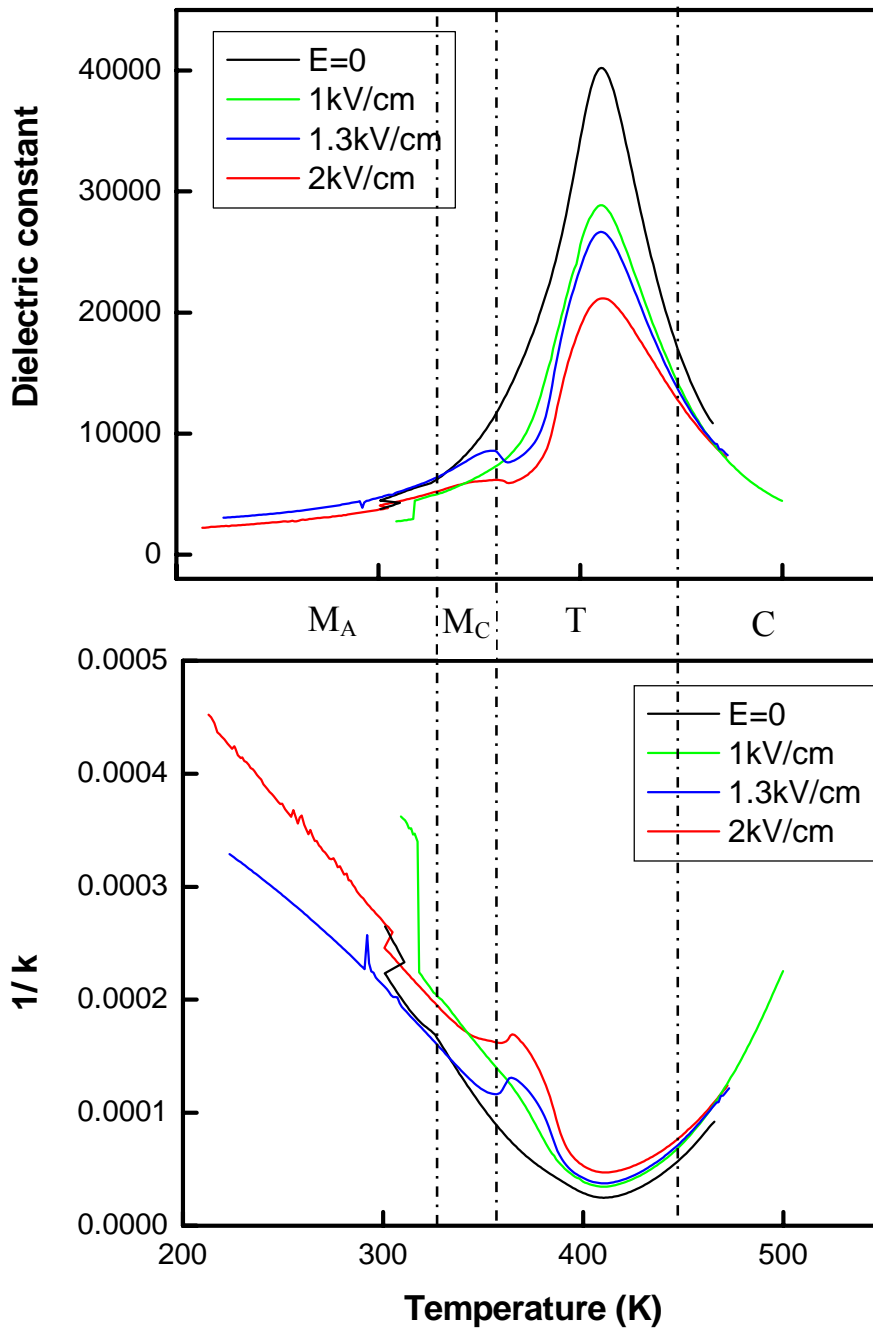 Dielectric constant
40000
30000
20000
10000
0
E=0
1kV/cm
1.3kV/cm
2kV/cm
M_A M_C T C
1/ k
0.0005
0.0004
0.0003
0.0002
0.0001
0.0000
E=0
1kV/cm
1.3kV/cm
2kV/cm
200 300 400 500
Temperature (K)